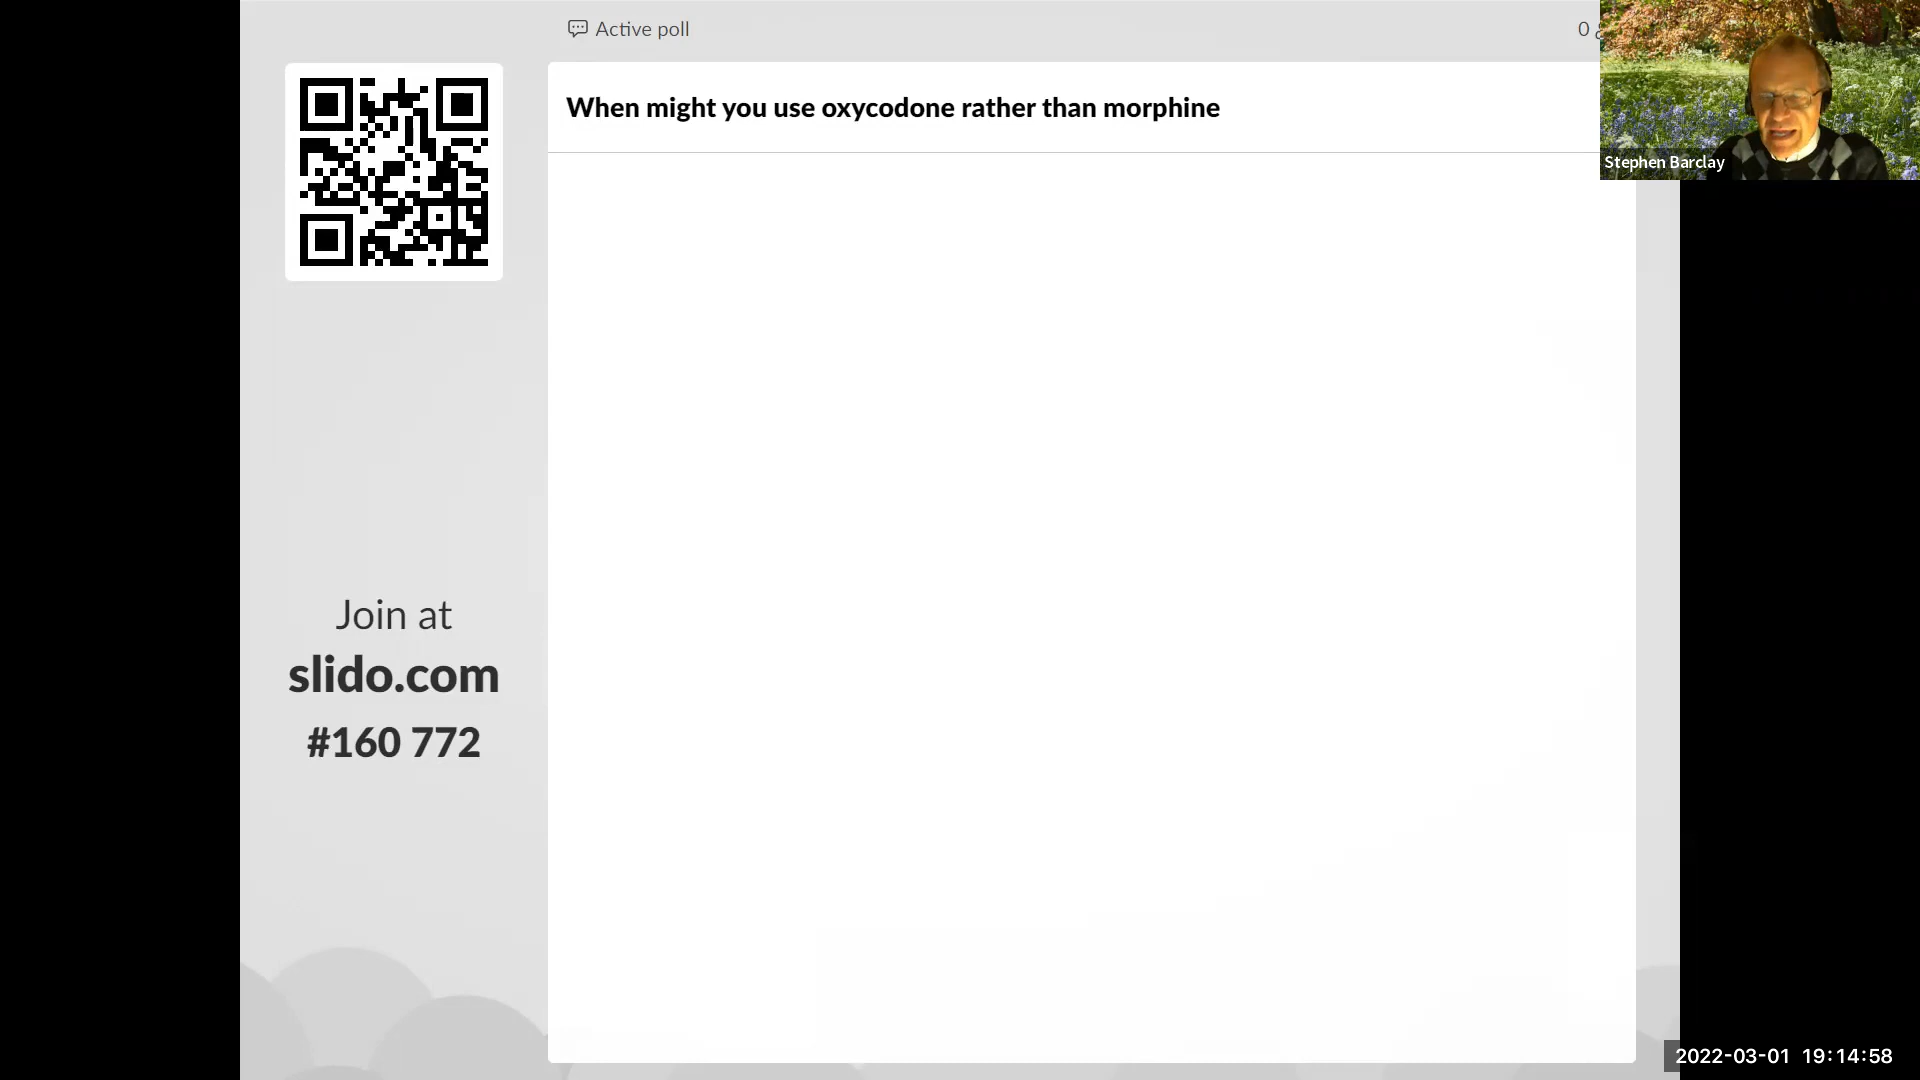 Active poll
0
When might you use oxycodone rather than morphine
Stephen Barclay
Join at
slido.com
#160 772
2022-03-01 19:14:58